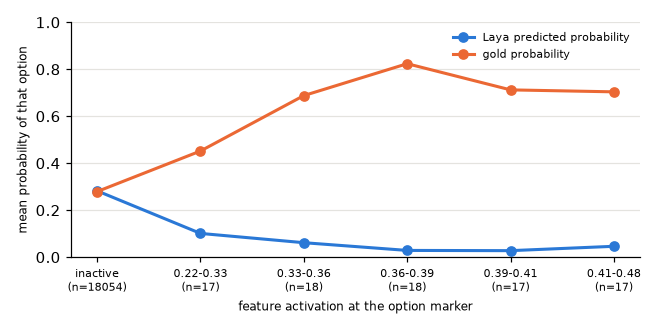 1.0
0.8
0.6
0.4
0.2
0.0
mean probability of that option
Laya predicted probability
gold probability
inactive
(n=18054)
0.22-0.33
(n=17)
0.33-0.36
(n=18)
0.36-0.39
(n=18)
0.39-0.41
(n=17)
0.41-0.48
(n=17)
feature activation at the option marker